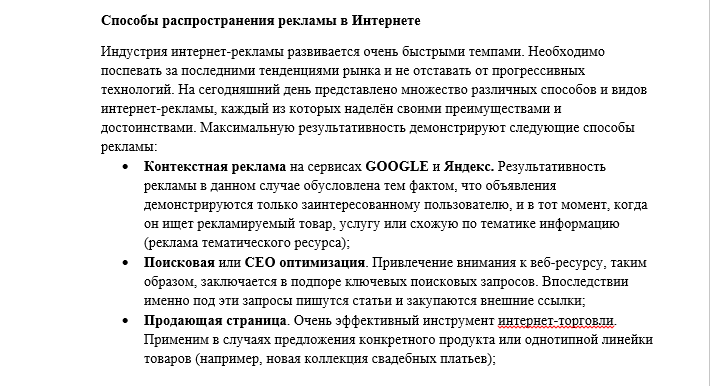 Способы распространения рекламы в Интернете
Индустрия интернет-рекламы развивается очень быстрыми темпами. Необходимо
поспевать за последними тенденциями рынка и не отставать от прогрессивных
технологий. На сегодняшний день представлено множество различных способов и видов
интернет-рекламы, каждый из которых наделён своими преимуществами и
достоинствами. Максимальную результативность демонстрируют следующие способы
рекламы:
• Контекстная реклама на сервисах GOOGLE и Яндекс. Результативность
рекламы в данном случае обусловлена тем фактом, что объявления
демонстрируются только заинтересованному пользователю, и в тот момент, когда
он ищет рекламируемый товар, услугу или схожую по тематике информацию
(реклама тематического ресурса);
• Поисковая или СЕО оптимизация. Привлечение внимания к веб-ресурсу, таким
образом, заключается в подпоре ключевых поисковых запросов. Впоследствии
именно под эти запросы пишутся статьи и закупаются внешние ссылки;
• Продающая страница. Очень эффективный инструмент интернет-торговли.
Применим в случаях предложения конкретного продукта или однотипной линейки
товаров (например, новая коллекция свадебных платьев);